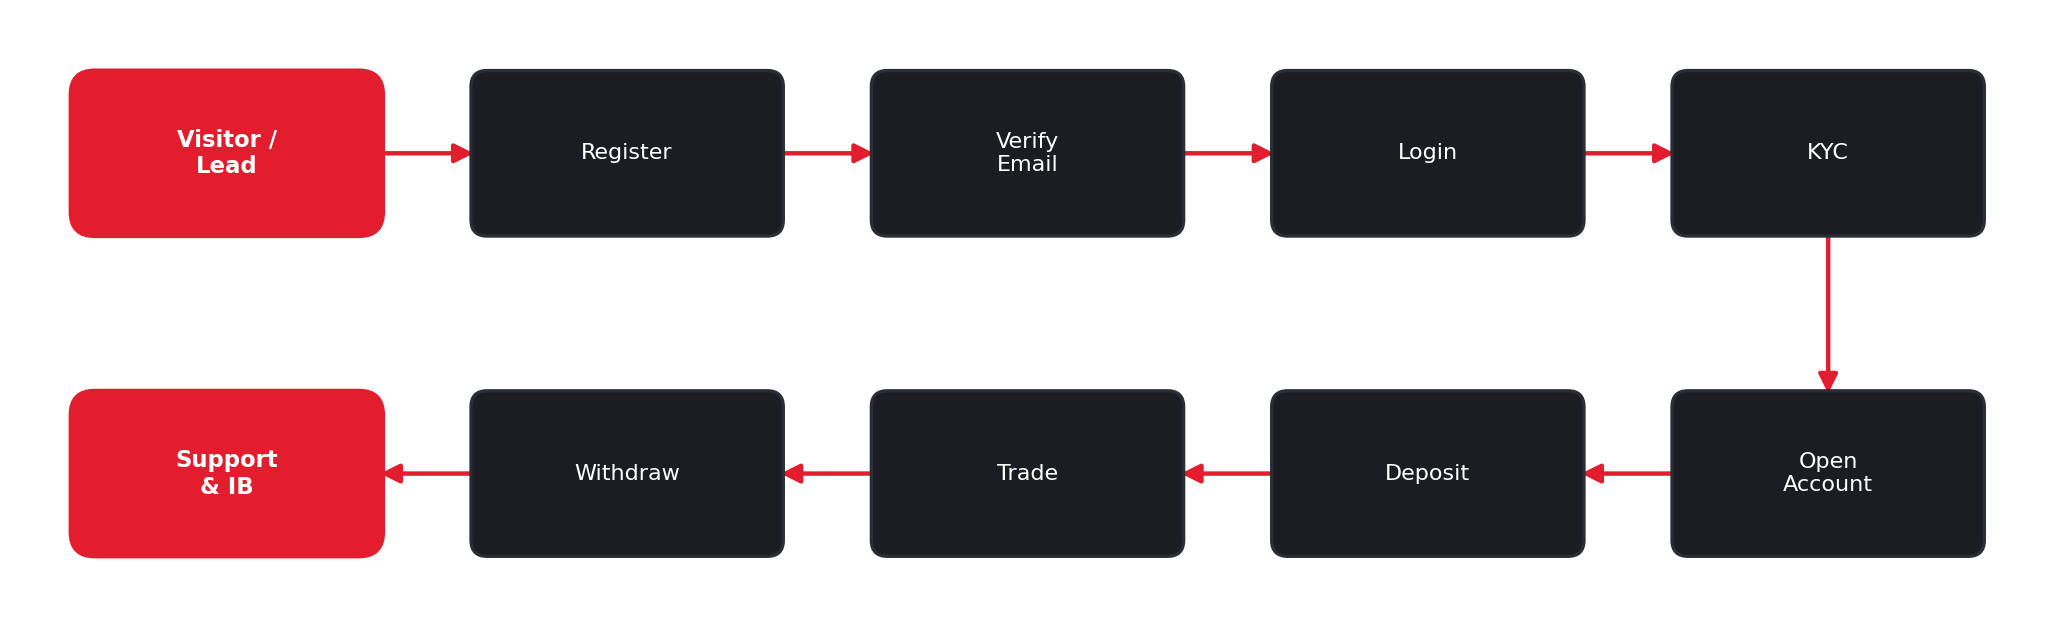 Visitor /
Lead
Register
Verify
Email
Login
KYC
Support
& IB
Withdraw
Trade
Deposit
Open
Account